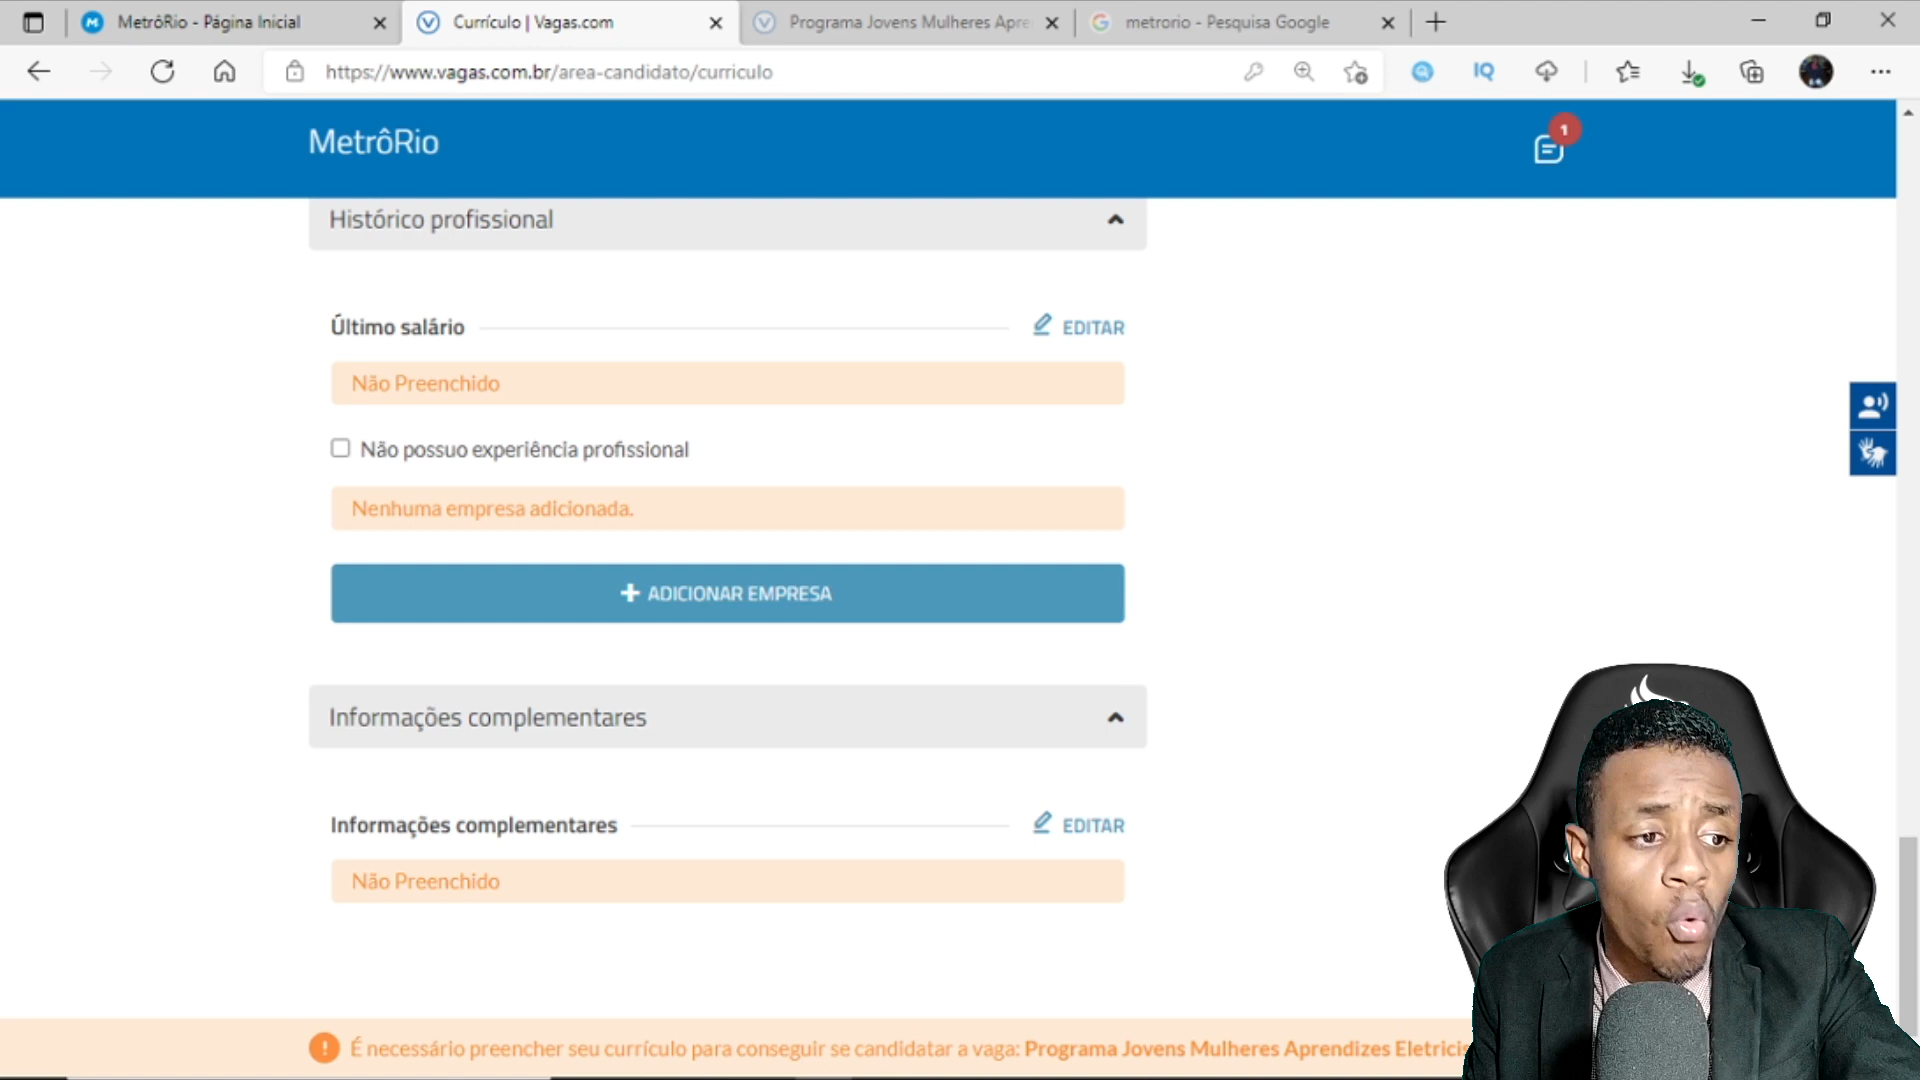 MetrôRio - Página Inicial
Currículo | Vagas.com
Programa Jovens Mulheres Apre
metrorio - Pesquisa Google
https://www.vagas.com.br/area-candidato/curriculo
IQ
MetrôRio
1
Histórico profissional
Último salário
EDITAR
Não Preenchido
Não possuo experiência profissional
Nenhuma empresa adicionada.
ADICIONAR EMPRESA
Informações complementares
Informações complementares
EDITAR
Não Preenchido
É necessário preencher seu currículo para conseguir se candidatar a vaga: Programa Jovens Mulheres Aprendizes Eletricis